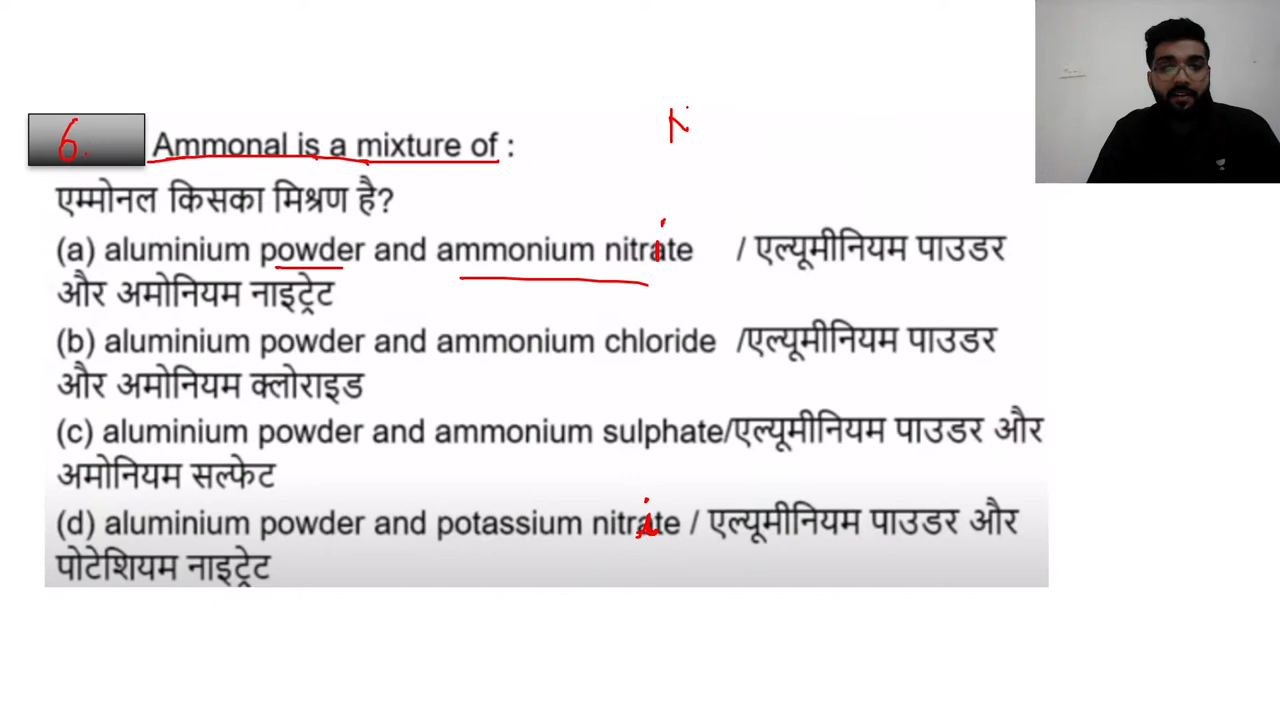 6.
Ammonal is a mixture of :
एम्मोनल किसका मिश्रण है?
(a) aluminium powder and ammonium nitrate / एल्यूमीनियम पाउडर
और अमोनियम नाइट्रेट
(b) aluminium powder and ammonium chloride /एल्यूमीनियम पाउडर
और अमोनियम क्लोराइड
(c) aluminium powder and ammonium sulphate/एल्यूमीनियम पाउडर और
अमोनियम सल्फेट
(d) aluminium powder and potassium nitrate / एल्यूमीनियम पाउडर और
पोटेशियम नाइट्रेट